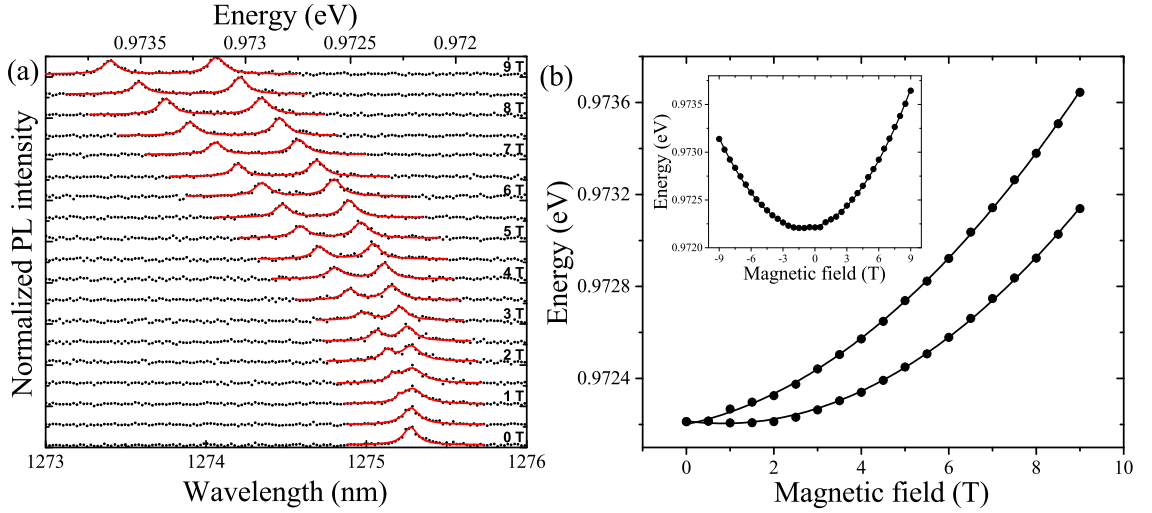 Energy (eV)
0.9735 0.973 0.9725 0.972
(a)
Normalized PL intensity
9 T
8 T
7 T
6 T
5 T
4 T
3 T
2 T
1 T
0 T
1273 1274 1275 1276
Wavelength (nm)
(b)
Energy (eV)
0.9736
0.9732
0.9728
0.9724
0 2 4 6 8 10
Magnetic field (T)
Energy (eV)
0.9735
0.9730
0.9725
0.9720
-9 -6 -3 0 3 6 9
Magnetic field (T)